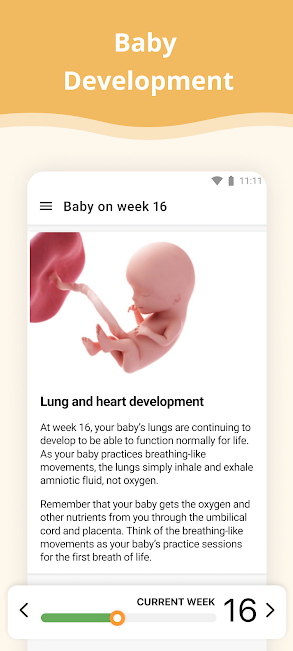 Baby
Development
11:11
Baby on week 16
Lung and heart development
At week 16, your baby's lungs are continuing to
develop to be able to function normally for life.
As your baby practices breathing-like
movements, the lungs simply inhale and exhale
amniotic fluid, not oxygen.
Remember that your baby gets the oxygen and
other nutrients from you through the umbilical
cord and placenta. Think of the breathing-like
movements as your baby's practice sessions
for the first breath of life.
CURRENT WEEK 16